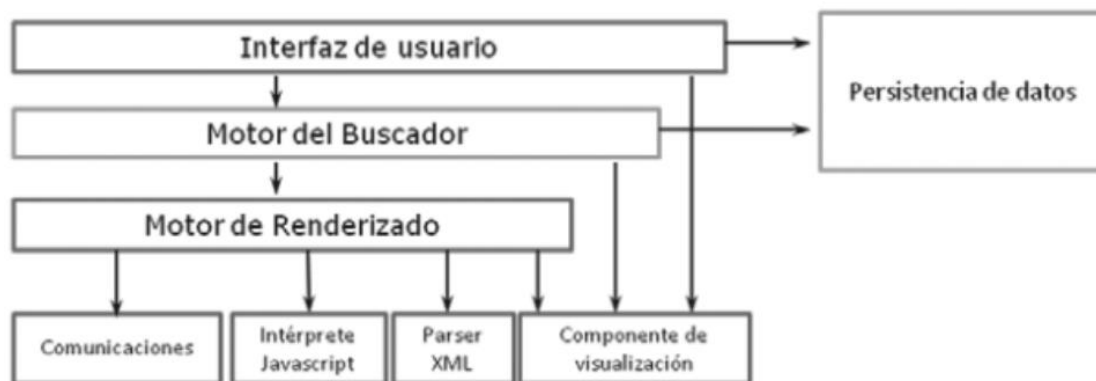 Interfaz de usuario
Persistencia de datos
Motor del Buscador
Motor de Renderizado
Comunicaciones
Intérprete
Javascript
Parser
XML
Componente de
visualización